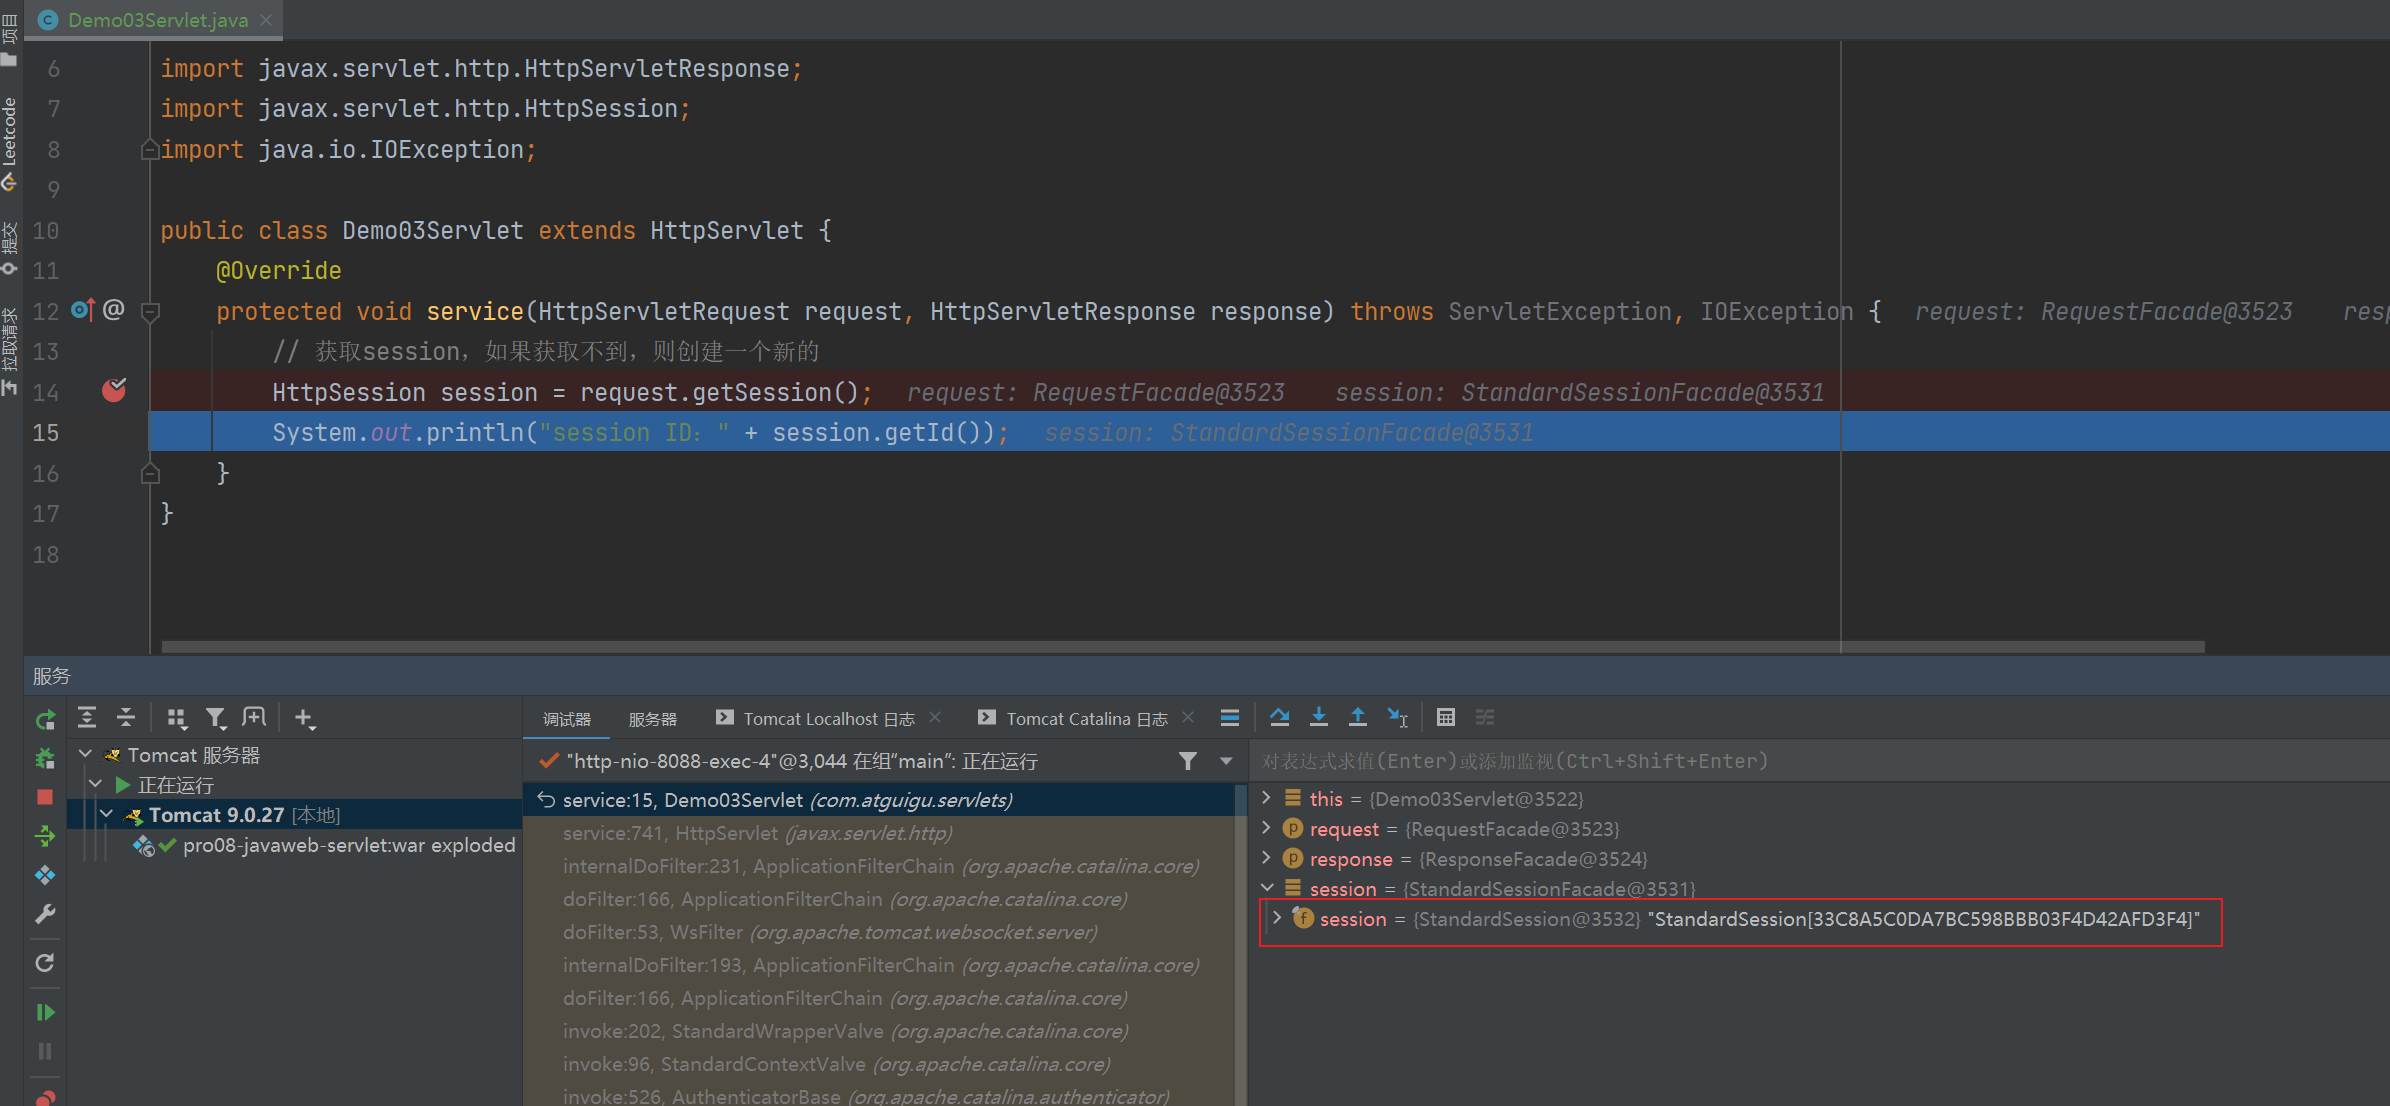 项目
Leetcode
提交
拉取请求
Demo03Servlet.java
6 import javax.servlet.http.HttpServletResponse;
7 import javax.servlet.http.HttpSession;
8 import java.io.IOException;
9
10 public class Demo03Servlet extends HttpServlet {
11 @Override
12 @ protected void service(HttpServletRequest request, HttpServletResponse response) throws ServletException, IOException { request: RequestFacade@3523 resp
13 // 获取session，如果获取不到，则创建一个新的
14 HttpSession session = request.getSession(); request: RequestFacade@3523 session: StandardSessionFacade@3531
15 System.out.println("session ID：" + session.getId()); session: StandardSessionFacade@3531
16 }
17 }
18
服务
调试器 服务器 Tomcat Localhost 日志 Tomcat Catalina 日志
Tomcat 服务器
正在运行
Tomcat 9.0.27 [本地]
pro08-javaweb-servlet:war exploded
"http-nio-8088-exec-4"@3,044 在组“main”: 正在运行
service:15, Demo03Servlet (com.atguigu.servlets)
service:741, HttpServlet (javax.servlet.http)
internalDoFilter:231, ApplicationFilterChain (org.apache.catalina.core)
doFilter:166, ApplicationFilterChain (org.apache.catalina.core)
doFilter:53, WsFilter (org.apache.tomcat.websocket.server)
internalDoFilter:193, ApplicationFilterChain (org.apache.catalina.core)
doFilter:166, ApplicationFilterChain (org.apache.catalina.core)
invoke:202, StandardWrapperValve (org.apache.catalina.core)
invoke:96, StandardContextValve (org.apache.catalina.core)
invoke:526, AuthenticatorBase (org.apache.catalina.authenticator)
对表达式求值(Enter)或添加监视(Ctrl+Shift+Enter)
this = {Demo03Servlet@3522}
request = {RequestFacade@3523}
response = {ResponseFacade@3524}
session = {StandardSessionFacade@3531}
session = {StandardSession@3532} "StandardSession[33C8A5C0DA7BC598BBB03F4D42AFD3F4]"